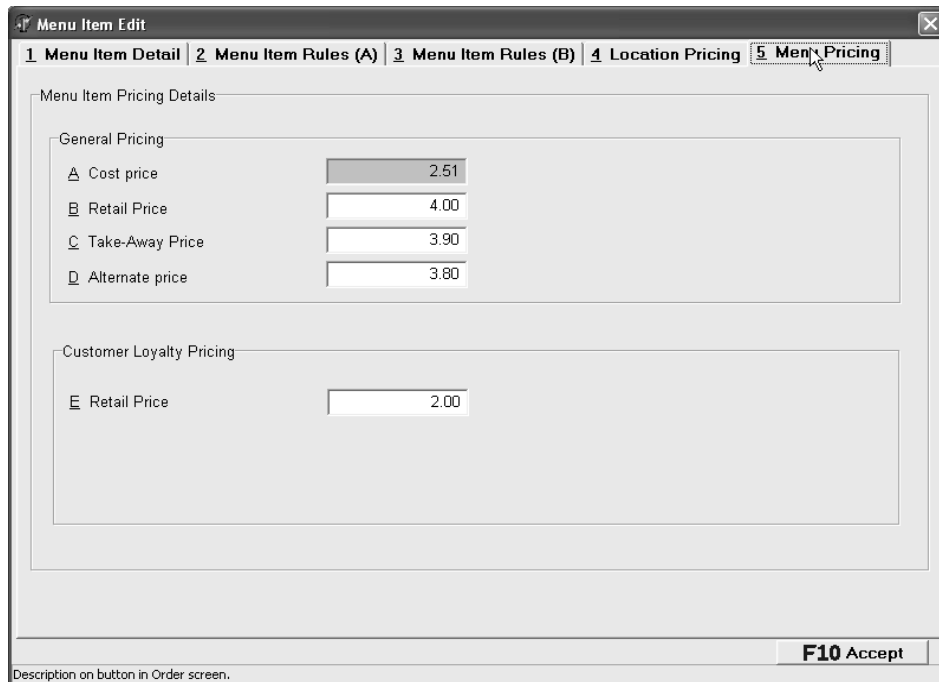 Menu Item Edit
1 Menu Item Detail 2 Menu Item Rules (A) 3 Menu Item Rules (B) 4 Location Pricing 5 Menu Pricing
Menu Item Pricing Details
General Pricing
A Cost price 2.51
B Retail Price 4.00
C Take-Away Price 3.90
D Alternate price 3.80
Customer Loyalty Pricing
E Retail Price 2.00
F10 Accept
Description on button in Order screen.